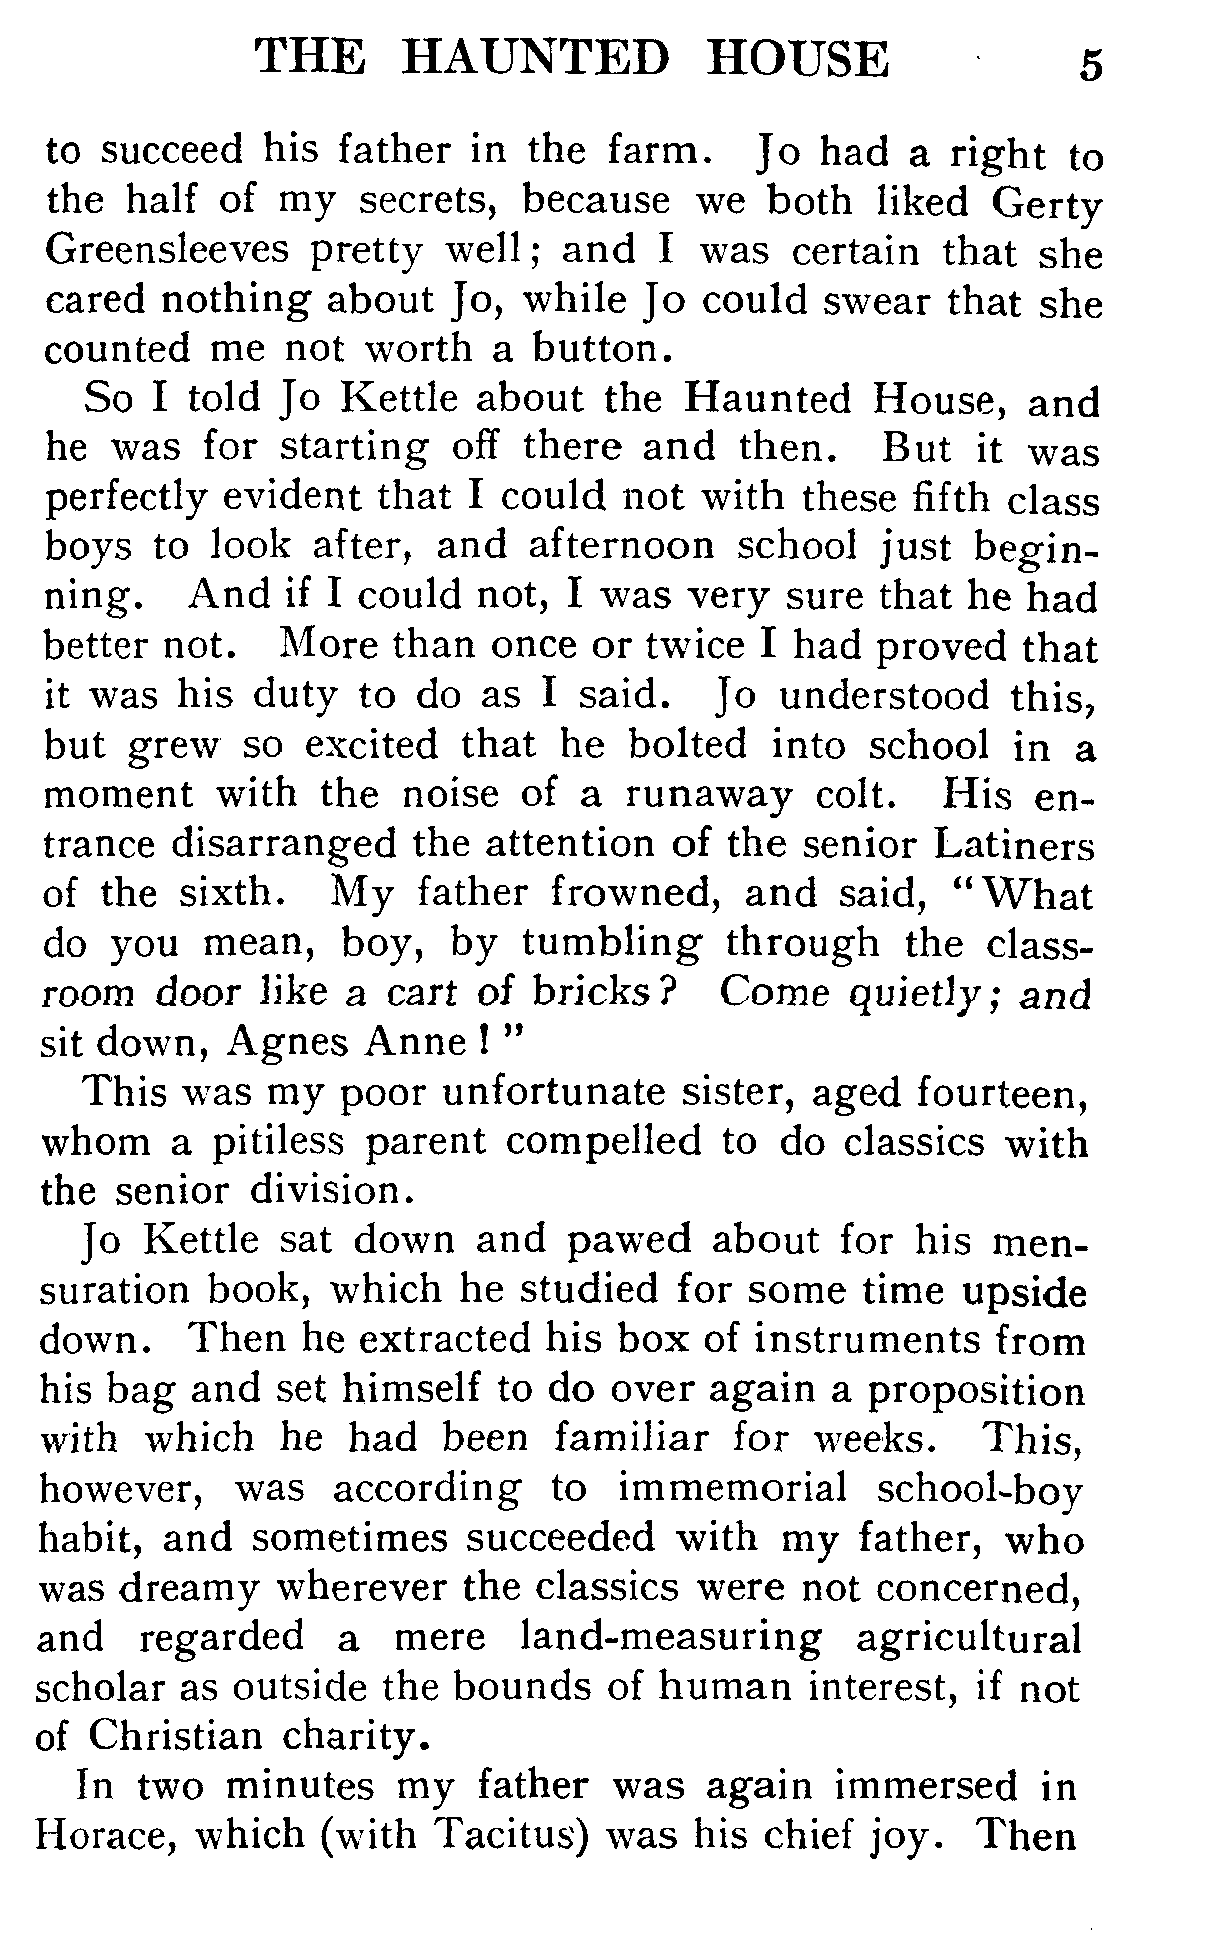 THE HAUNTED HOUSE 5
to succeed his father in the farm. Jo had a right to
the half of my secrets, because we both liked Gerty
Greensleeves pretty well; and I was certain that she
cared nothing about Jo, while Jo could swear that she
counted me not worth a button.
So I told Jo Kettle about the Haunted House, and
he was for starting off there and then. But it was
perfectly evident that I could not with these fifth class
boys to look after, and afternoon school just begin-
ning. And if I could not, I was very sure that he had
better not. More than once or twice I had proved that
it was his duty to do as I said. Jo understood this,
but grew so excited that he bolted into school in a
moment with the noise of a runaway colt. His en-
trance disarranged the attention of the senior Latiners
of the sixth. My father frowned, and said, “What
do you mean, boy, by tumbling through the class-
room door like a cart of bricks? Come quietly; and
sit down, Agnes Anne!”
This was my poor unfortunate sister, aged fourteen,
whom a pitiless parent compelled to do classics with
the senior division.
Jo Kettle sat down and pawed about for his men-
suration book, which he studied for some time upside
down. Then he extracted his box of instruments from
his bag and set himself to do over again a proposition
with which he had been familiar for weeks. This,
however, was according to immemorial school-boy
habit, and sometimes succeeded with my father, who
was dreamy wherever the classics were not concerned,
and regarded a mere land-measuring agricultural
scholar as outside the bounds of human interest, if not
of Christian charity.
In two minutes my father was again immersed in
Horace, which (with Tacitus) was his chief joy. Then